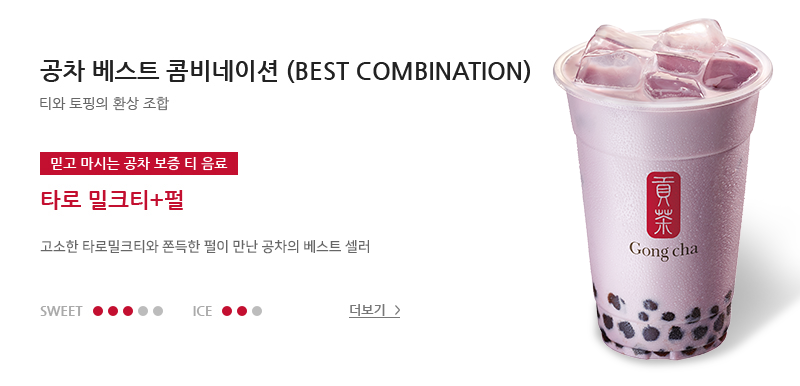 공차 베스트 콤비네이션 (BEST COMBINATION)
티와 토핑의 환상 조합
믿고 마시는 공차 보증 티 음료
타로 밀크티+펄
고소한 타로밀크티와 쫀득한 펄이 만난 공차의 베스트 셀러
SWEET
ICE
더보기 >
貢茶
Gong cha